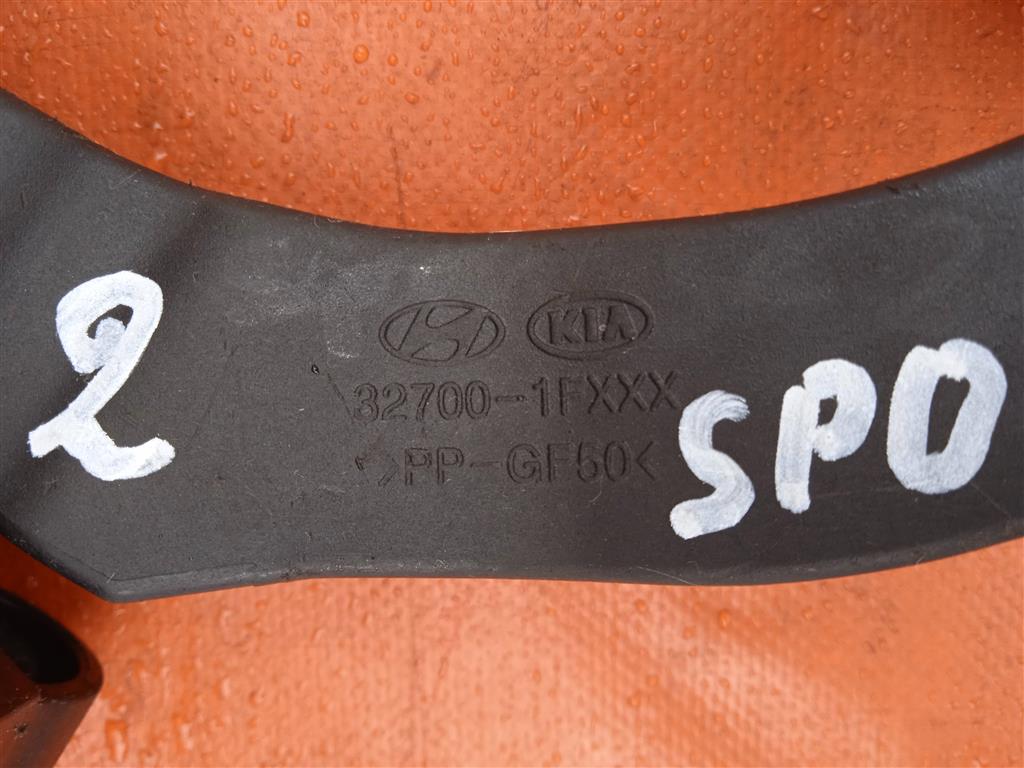 KIA
32700-1FXXX
>PP-GF50<
2
SPO